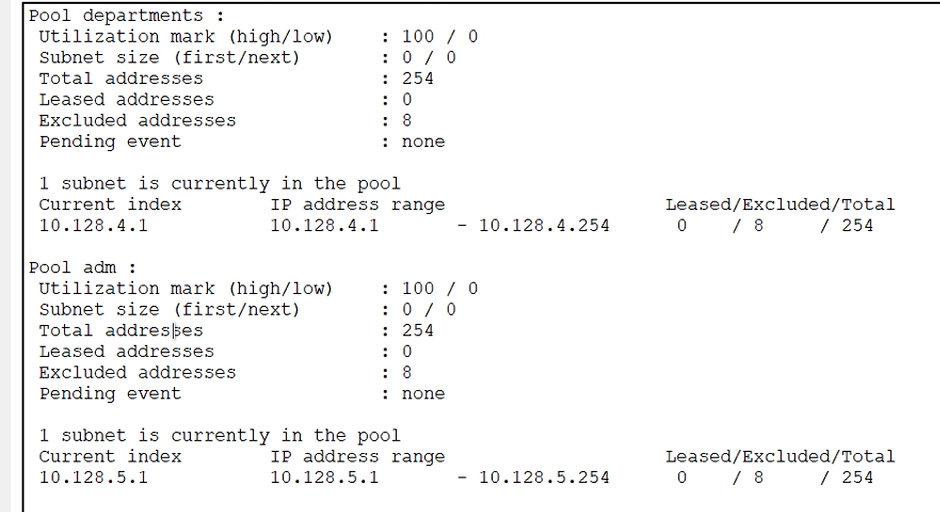 Pool departments :
Utilization mark (high/low) : 100 / 0
Subnet size (first/next) : 0 / 0
Total addresses : 254
Leased addresses : 0
Excluded addresses : 8
Pending event : none
1 subnet is currently in the pool
Current index IP address range Leased/Excluded/Total
10.128.4.1 10.128.4.1 - 10.128.4.254 0 / 8 / 254
Pool adm :
Utilization mark (high/low) : 100 / 0
Subnet size (first/next) : 0 / 0
Total addresses : 254
Leased addresses : 0
Excluded addresses : 8
Pending event : none
1 subnet is currently in the pool
Current index IP address range Leased/Excluded/Total
10.128.5.1 10.128.5.1 - 10.128.5.254 0 / 8 / 254